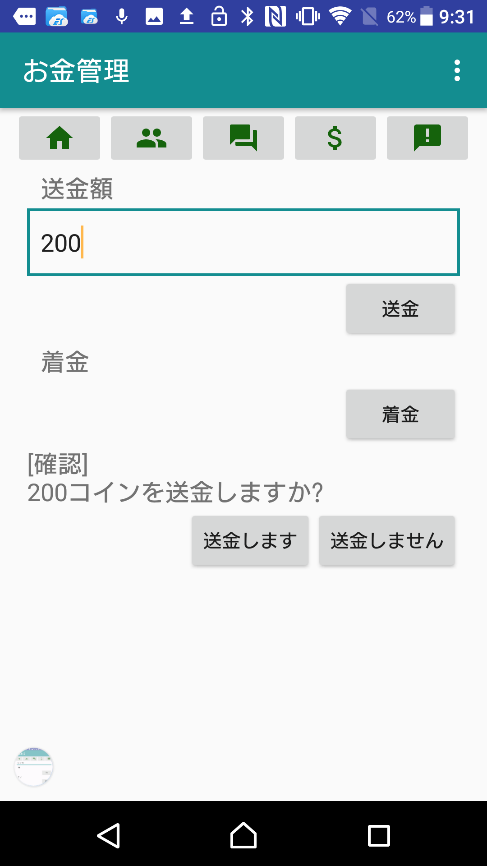 62% 9:31
お金管理
送金額
200
送金
着金
着金
[確認]
200コインを送金しますか?
送金します 送金しません